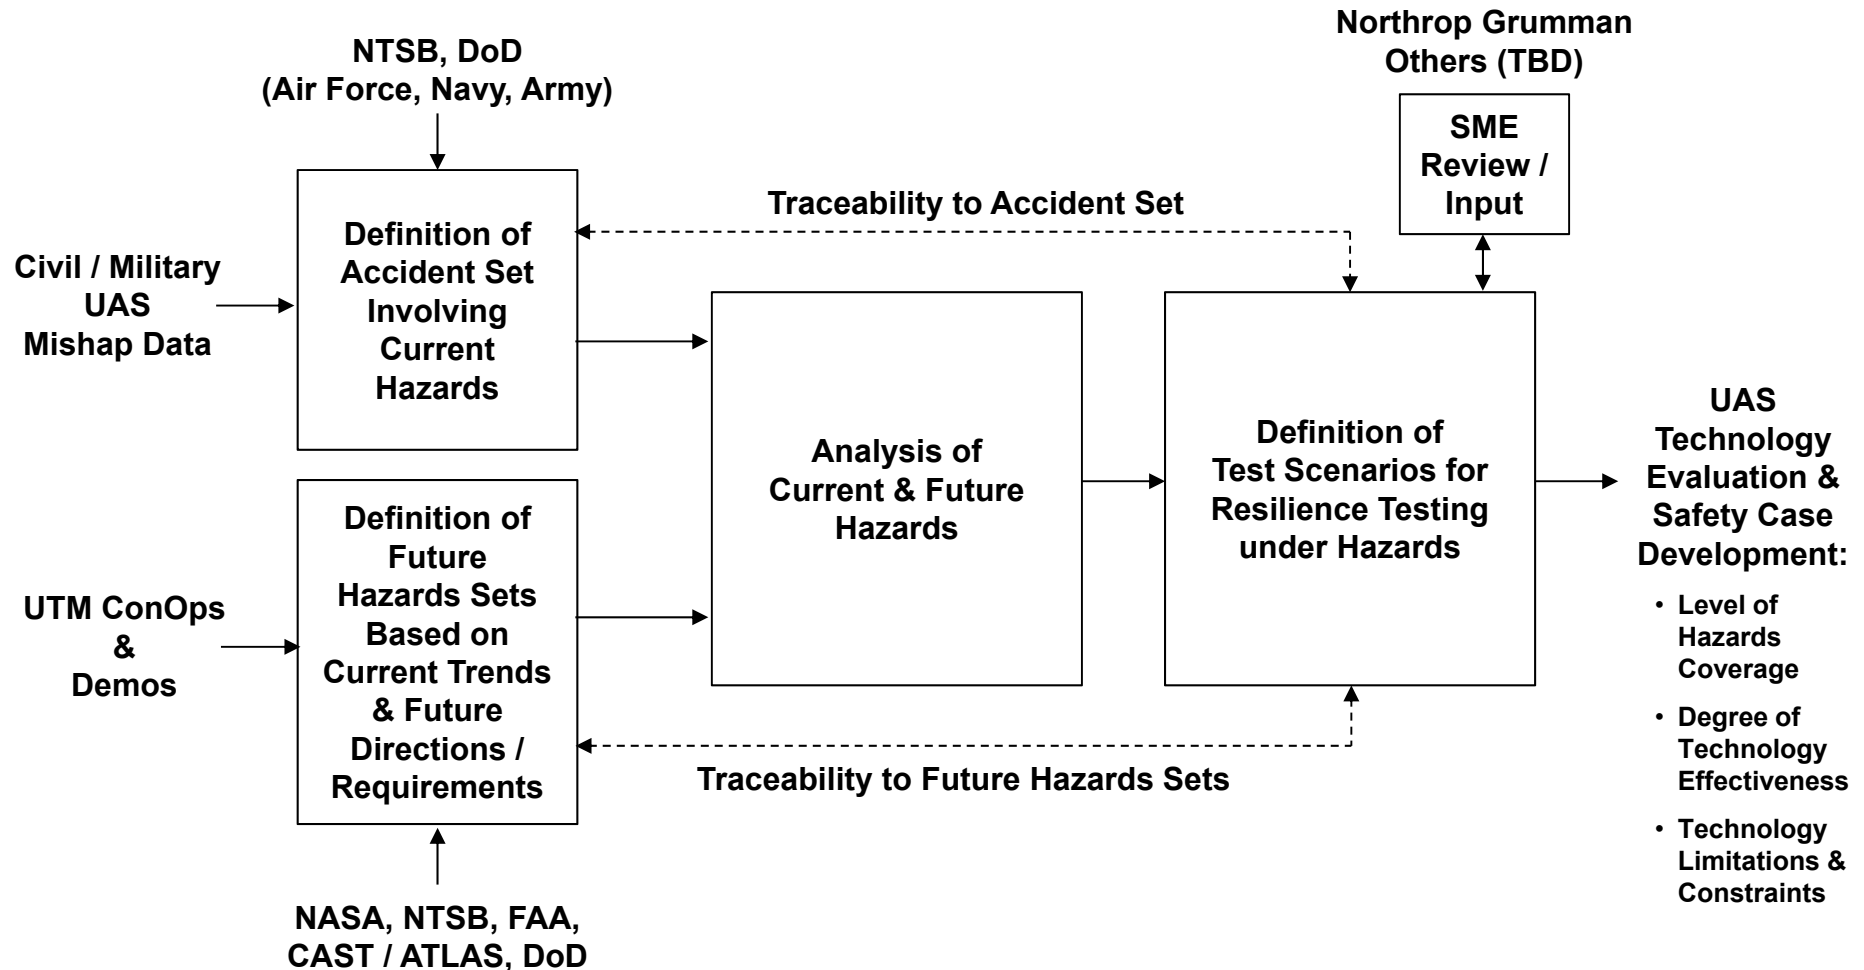 Northrop Grumman
Others (TBD)
NTSB, DoD
(Air Force, Navy, Army)
SME
Review /
Input
Traceability to Accident Set
Civil / Military
UAS
Mishap Data
Definition of
Accident Set
Involving
Current
Hazards
UTM ConOps
&
Demos
Definition of
Future
Hazards Sets
Based on
Current Trends
& Future
Directions /
Requirements
Analysis of
Current & Future
Hazards
Definition of
Test Scenarios for
Resilience Testing
under Hazards
Traceability to Future Hazards Sets
NASA, NTSB, FAA,
CAST / ATLAS, DoD
UAS
Technology
Evaluation &
Safety Case
Development:
• Level of
Hazards
Coverage
• Degree of
Technology
Effectiveness
• Technology
Limitations &
Constraints